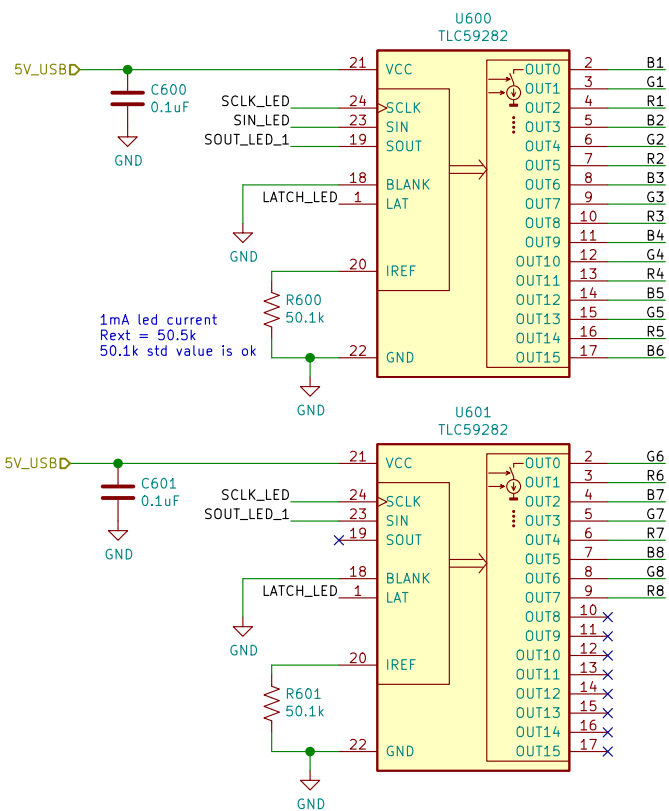 U600
TLC59282
5V_USB
21
VCC
C600
0.1uF
GND
SCLK_LED
24
SCLK
SIN_LED
23
SIN
SOUT_LED_1
19
SOUT
18
BLANK
LATCH_LED
1
LAT
GND
20
IREF
R600
50.1k
1mA led current
Rext = 50.5k
50.1k std value is ok
22
GND
GND
OUT0 2 B1
OUT1 3 G1
OUT2 4 R1
OUT3 5 B2
OUT4 6 G2
OUT5 7 R2
OUT6 8 B3
OUT7 9 G3
OUT8 10 R3
OUT9 11 B4
OUT10 12 G4
OUT11 13 R4
OUT12 14 B5
OUT13 15 G5
OUT14 16 R5
OUT15 17 B6
U601
TLC59282
5V_USB
21
VCC
C601
0.1uF
GND
SCLK_LED
24
SCLK
SOUT_LED_1
23
SIN
19
SOUT
18
BLANK
LATCH_LED
1
LAT
GND
20
IREF
R601
50.1k
22
GND
GND
OUT0 2 G6
OUT1 3 R6
OUT2 4 B7
OUT3 5 G7
OUT4 6 R7
OUT5 7 B8
OUT6 8 G8
OUT7 9 R8
OUT8 10
OUT9 11
OUT10 12
OUT11 13
OUT12 14
OUT13 15
OUT14 16
OUT15 17